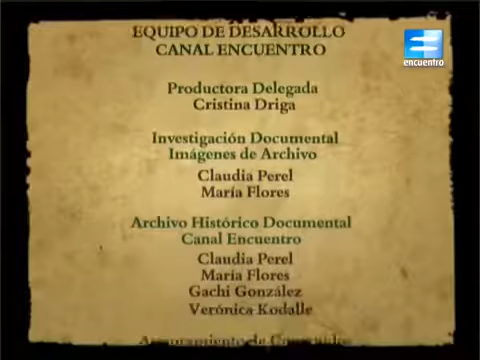 EQUIPO DE DESARROLLO
CANAL ENCUENTRO
encuentro
Productora Delegada
Cristina Driga
Investigación Documental
Imágenes de Archivo
Claudia Perel
María Flores
Archivo Histórico Documental
Canal Encuentro
Claudia Perel
María Flores
Gachi González
Verónica Kodalle